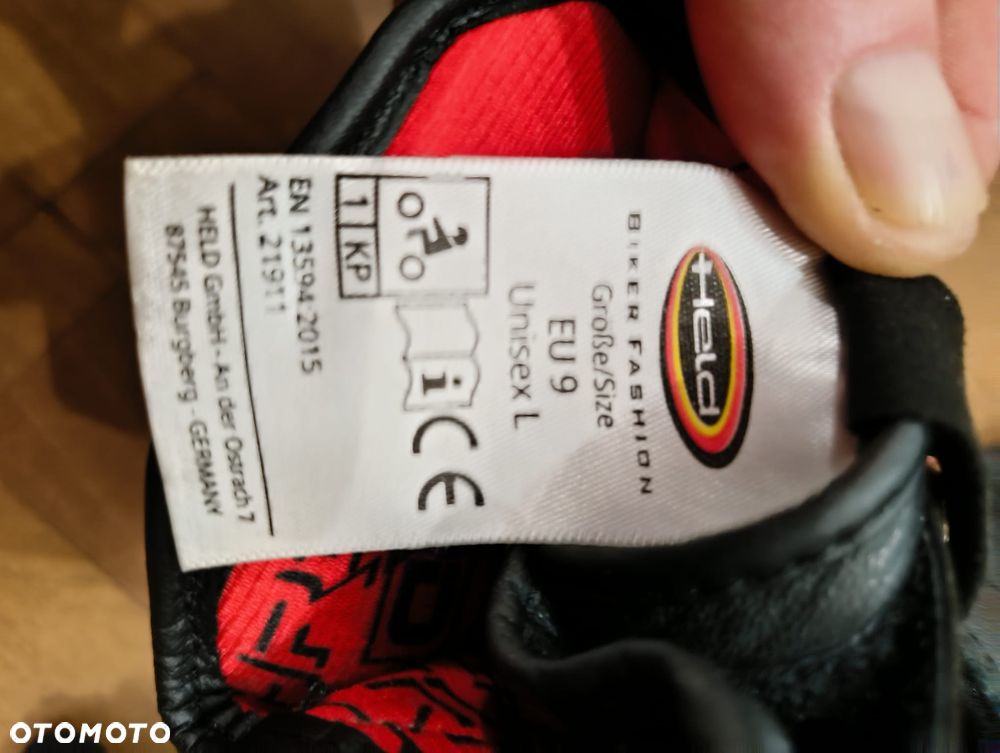 Held
BIKER FASHION
Größe/Size
EU 9
Unisex L
i CE
1 KP
EN 13594:2015
Art. 21911
HELD GmbH - An der Ostrach 7
87545 Burgberg - GERMANY
OTOMOTO